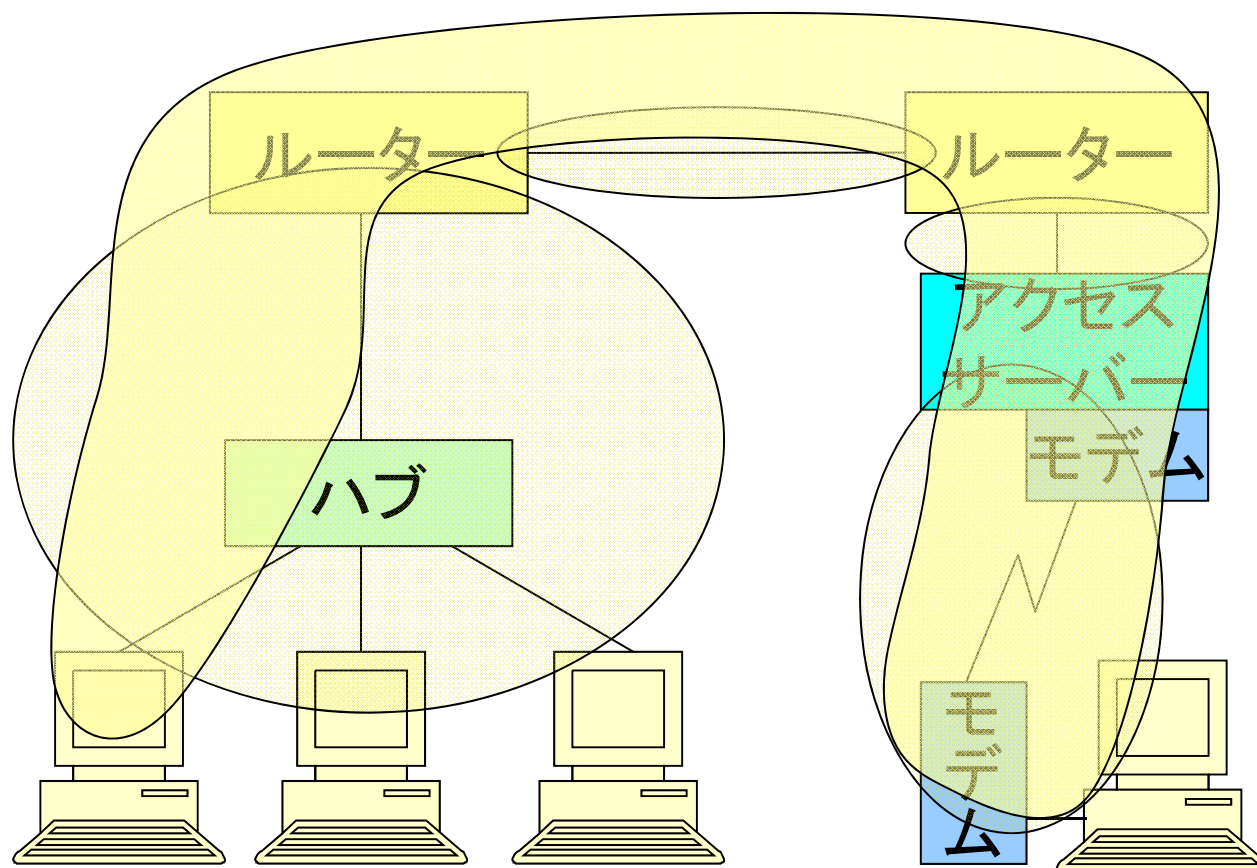 ルーター
ルーター
アクセス
サーバー
モデム
ハブ
モデム